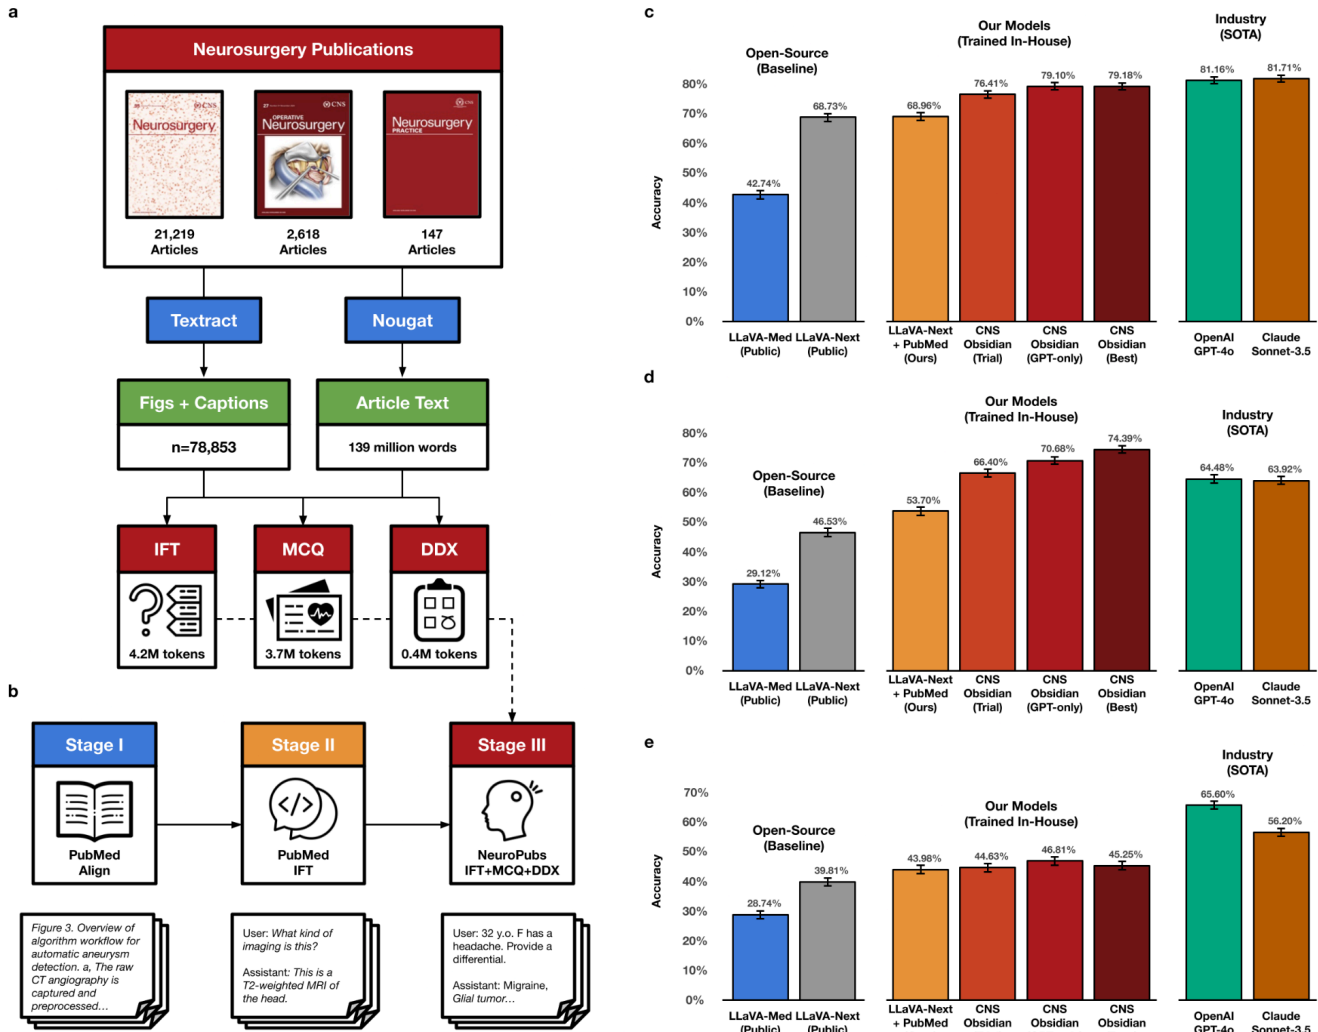 a
Neurosurgery Publications
CNS
Neurosurgery
CNS
OPERATIVE
Neurosurgery
CNS
Neurosurgery
PRACTICE
21,219
Articles
2,618
Articles
147
Articles
Textract
Nougat
Figs + Captions
n=78,853
Article Text
139 million words
IFT
4.2M tokens
MCQ
3.7M tokens
DDX
0.4M tokens
b
Stage I
PubMed
Align
Stage II
PubMed
IFT
Stage III
NeuroPubs
IFT+MCQ+DDX
Figure 3. Overview of
algorithm workflow for
automatic aneurysm
detection. a, The raw
CT angiography is
captured and
preprocessed...
User: What kind of
imaging is this?
Assistant: This is a
T2-weighted MRI of
the head.
User: 32 y.o. F has a
headache. Provide a
differential.
Assistant: Migraine,
Glial tumor...
c
Open-Source
(Baseline)
Our Models
(Trained In-House)
Industry
(SOTA)
Accuracy
80%
70%
60%
50%
40%
30%
20%
10%
0%
42.74%
68.73%
68.96%
76.41%
79.10%
79.18%
81.16%
81.71%
LLaVA-Med
(Public)
LLaVA-Next
(Public)
LLaVA-Next
+ PubMed
(Ours)
CNS
Obsidian
(Trial)
CNS
Obsidian
(GPT-only)
CNS
Obsidian
(Best)
OpenAI
GPT-4o
Claude
Sonnet-3.5
d
Open-Source
(Baseline)
Our Models
(Trained In-House)
Industry
(SOTA)
Accuracy
80%
70%
60%
50%
40%
30%
20%
10%
0%
29.12%
46.53%
53.70%
66.40%
70.68%
74.39%
64.48%
63.92%
LLaVA-Med
(Public)
LLaVA-Next
(Public)
LLaVA-Next
+ PubMed
(Ours)
CNS
Obsidian
(Trial)
CNS
Obsidian
(GPT-only)
CNS
Obsidian
(Best)
OpenAI
GPT-4o
Claude
Sonnet-3.5
e
Open-Source
(Baseline)
Our Models
(Trained In-House)
Industry
(SOTA)
Accuracy
70%
60%
50%
40%
30%
20%
10%
0%
28.74%
39.81%
43.98%
44.63%
46.81%
45.25%
65.60%
56.20%
LLaVA-Med
(Public)
LLaVA-Next
(Public)
LLaVA-Next
+ PubMed
CNS
Obsidian
CNS
Obsidian
CNS
Obsidian
OpenAI
GPT-4o
Claude
Sonnet-3.5